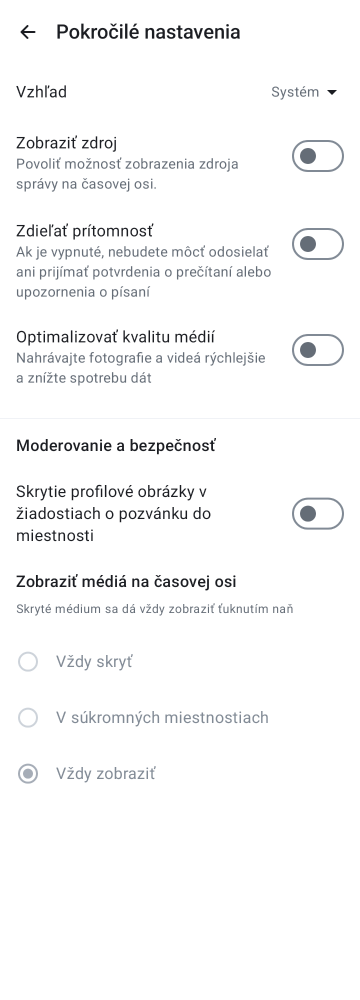 Pokročilé nastavenia
Vzhľad
Systém
Zobraziť zdroj
Povoliť možnosť zobrazenia zdroja
správy na časovej osi.
Zdieľať prítomnosť
Ak je vypnuté, nebudete môcť odosielať
ani prijímať potvrdenia o prečítaní alebo
upozornenia o písaní
Optimalizovať kvalitu médií
Nahrávajte fotografie a videá rýchlejšie
a znížte spotrebu dát
Moderovanie a bezpečnosť
Skrytie profilové obrázky v
žiadostiach o pozvánku do
miestnosti
Zobraziť médiá na časovej osi
Skryté médium sa dá vždy zobraziť ťuknutím naň
Vždy skryť
V súkromných miestnostiach
Vždy zobraziť